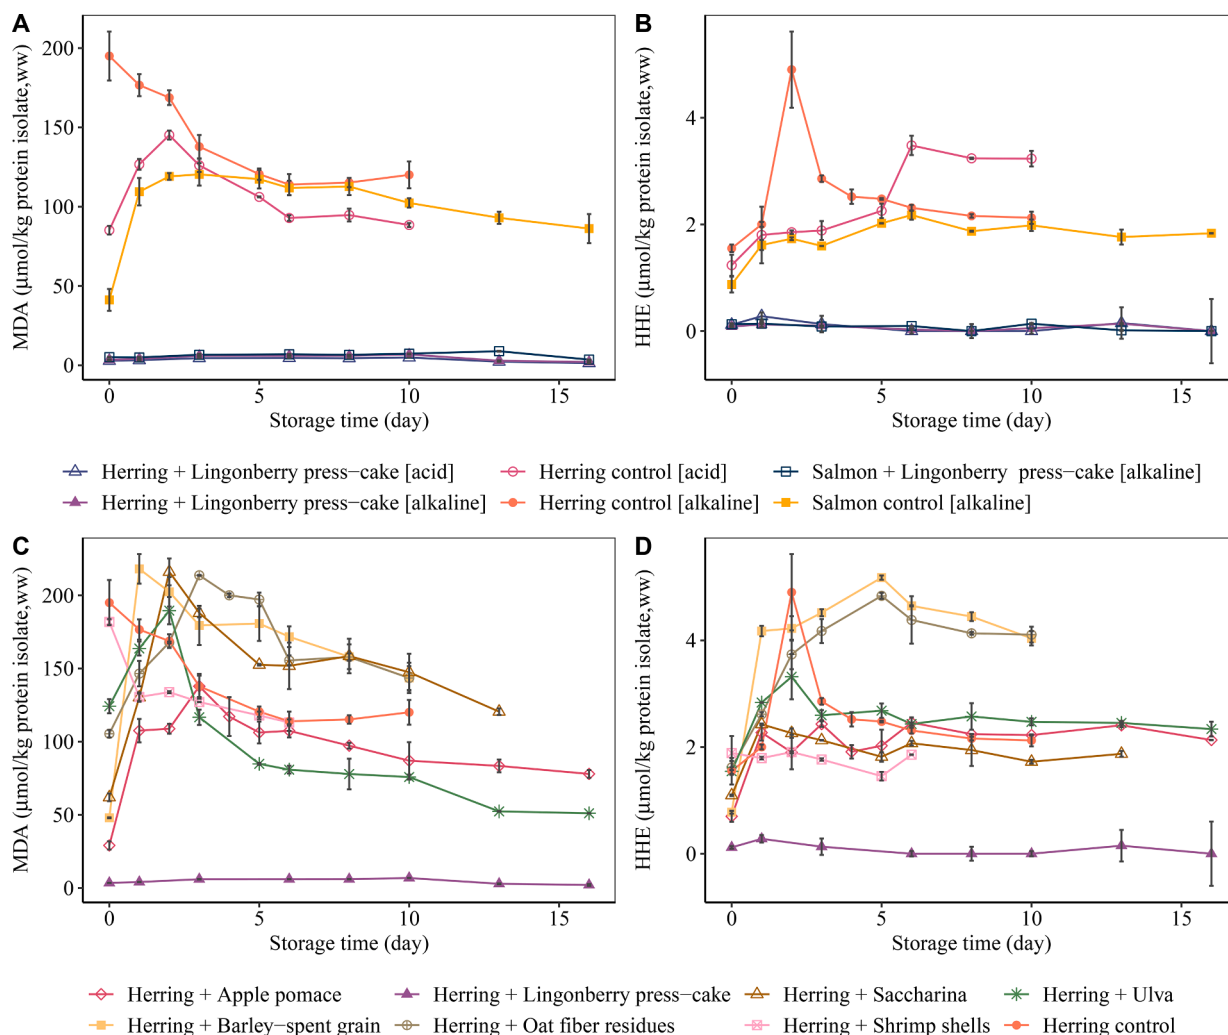 A
B
MDA (μmol/kg protein isolate,ww)
200
150
100
50
0
0 5 10 15
Storage time (day)
HHE (μmol/kg protein isolate,ww)
4
2
0
0 5 10 15
Storage time (day)
Herring + Lingonberry press−cake [acid]
Herring control [acid]
Salmon + Lingonberry press−cake [alkaline]
Herring + Lingonberry press−cake [alkaline]
Herring control [alkaline]
Salmon control [alkaline]
C
D
MDA (μmol/kg protein isolate,ww)
200
150
100
50
0
0 5 10 15
Storage time (day)
HHE (μmol/kg protein isolate,ww)
4
2
0
0 5 10 15
Storage time (day)
Herring + Apple pomace
Herring + Lingonberry press−cake
Herring + Saccharina
Herring + Ulva
Herring + Barley−spent grain
Herring + Oat fiber residues
Herring + Shrimp shells
Herring control